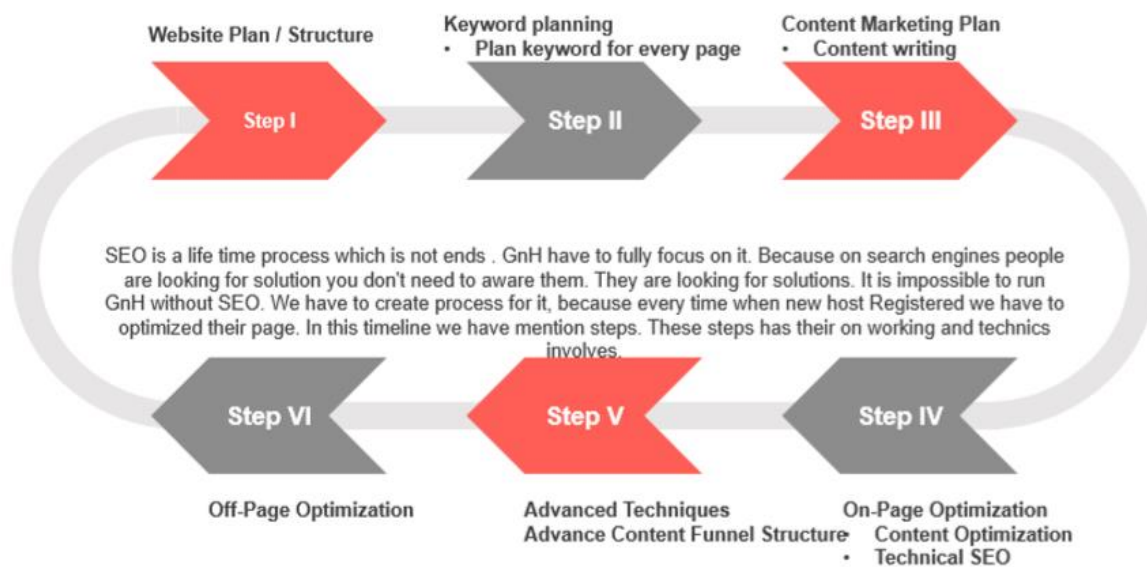 Website Plan / Structure
Keyword planning
• Plan keyword for every page
Content Marketing Plan
• Content writing
Step I
Step II
Step III
SEO is a life time process which is not ends . GnH have to fully focus on it. Because on search engines people
are looking for solution you don't need to aware them. They are looking for solutions. It is impossible to run
GnH without SEO. We have to create process for it, because every time when new host Registered we have to
optimized their page. In this timeline we have mention steps. These steps has their on working and technics
involves.
Step VI
Step V
Step IV
Off-Page Optimization
Advanced Techniques
Advance Content Funnel Structure
On-Page Optimization
• Content Optimization
• Technical SEO